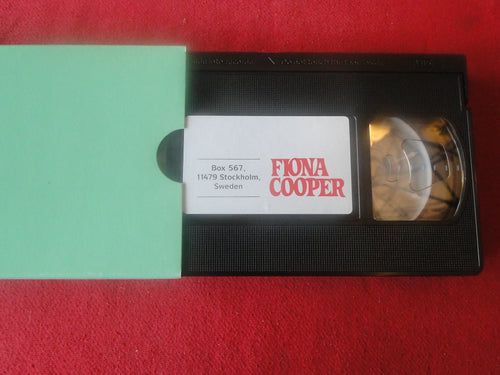 Box 567,
11479 Stockholm,
Sweden
FIONA
COOPER